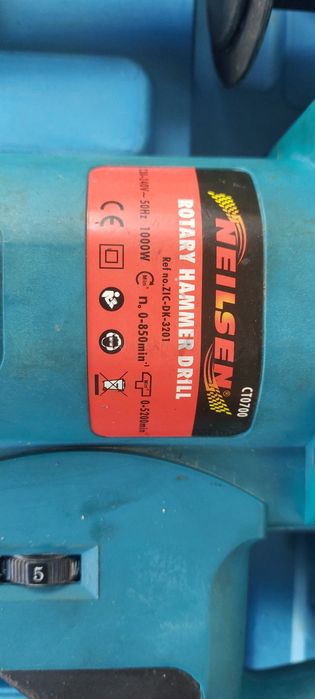 NEILSEN
CT0700
ROTARY HAMMER DRILL
Ref no.ZIC-DK-3201
240V~ 50Hz 1000W
n₀ 0-850min⁻¹
0-5200min⁻¹
CE
5